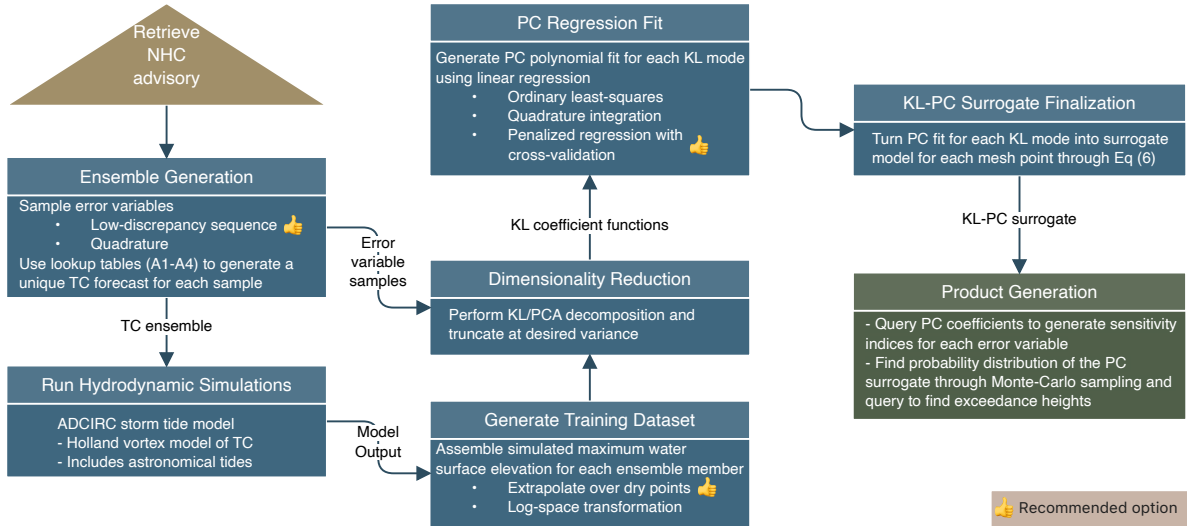 Retrieve
NHC
advisory
Ensemble Generation
Sample error variables
• Low-discrepancy sequence 👍
• Quadrature
Use lookup tables (A1-A4) to generate a
unique TC forecast for each sample
TC ensemble
Run Hydrodynamic Simulations
ADCIRC storm tide model
- Holland vortex model of TC
- Includes astronomical tides
Error
variable
samples
Model
Output
Generate Training Dataset
Assemble simulated maximum water
surface elevation for each ensemble member
• Extrapolate over dry points 👍
• Log-space transformation
Dimensionality Reduction
Perform KL/PCA decomposition and
truncate at desired variance
KL coefficient functions
PC Regression Fit
Generate PC polynomial fit for each KL mode
using linear regression
• Ordinary least-squares
• Quadrature integration
• Penalized regression with
cross-validation 👍
KL-PC Surrogate Finalization
Turn PC fit for each KL mode into surrogate
model for each mesh point through Eq (6)
KL-PC surrogate
Product Generation
- Query PC coefficients to generate sensitivity
indices for each error variable
- Find probability distribution of the PC
surrogate through Monte-Carlo sampling and
query to find exceedance heights
👍 Recommended option